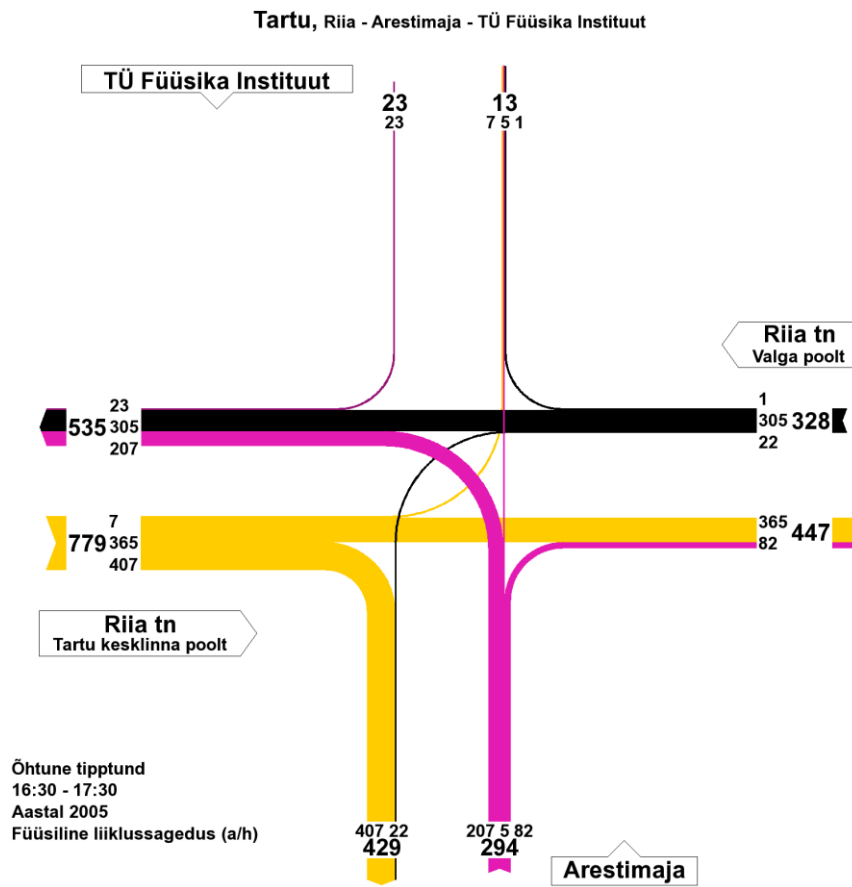 Tartu, Riia - Arestimaja - TÜ Füüsika Instituut
TÜ Füüsika Instituut
23
23
13
7 5 1
Riia tn
Valga poolt
23
535 305
207
1
305 328
22
7
779 365
407
365
82 447
Riia tn
Tartu kesklinna poolt
Õhtune tipptund
16:30 - 17:30
Aastal 2005
Füüsiline liiklussagedus (a/h)
407 22
429
207 5 82
294
Arestimaja